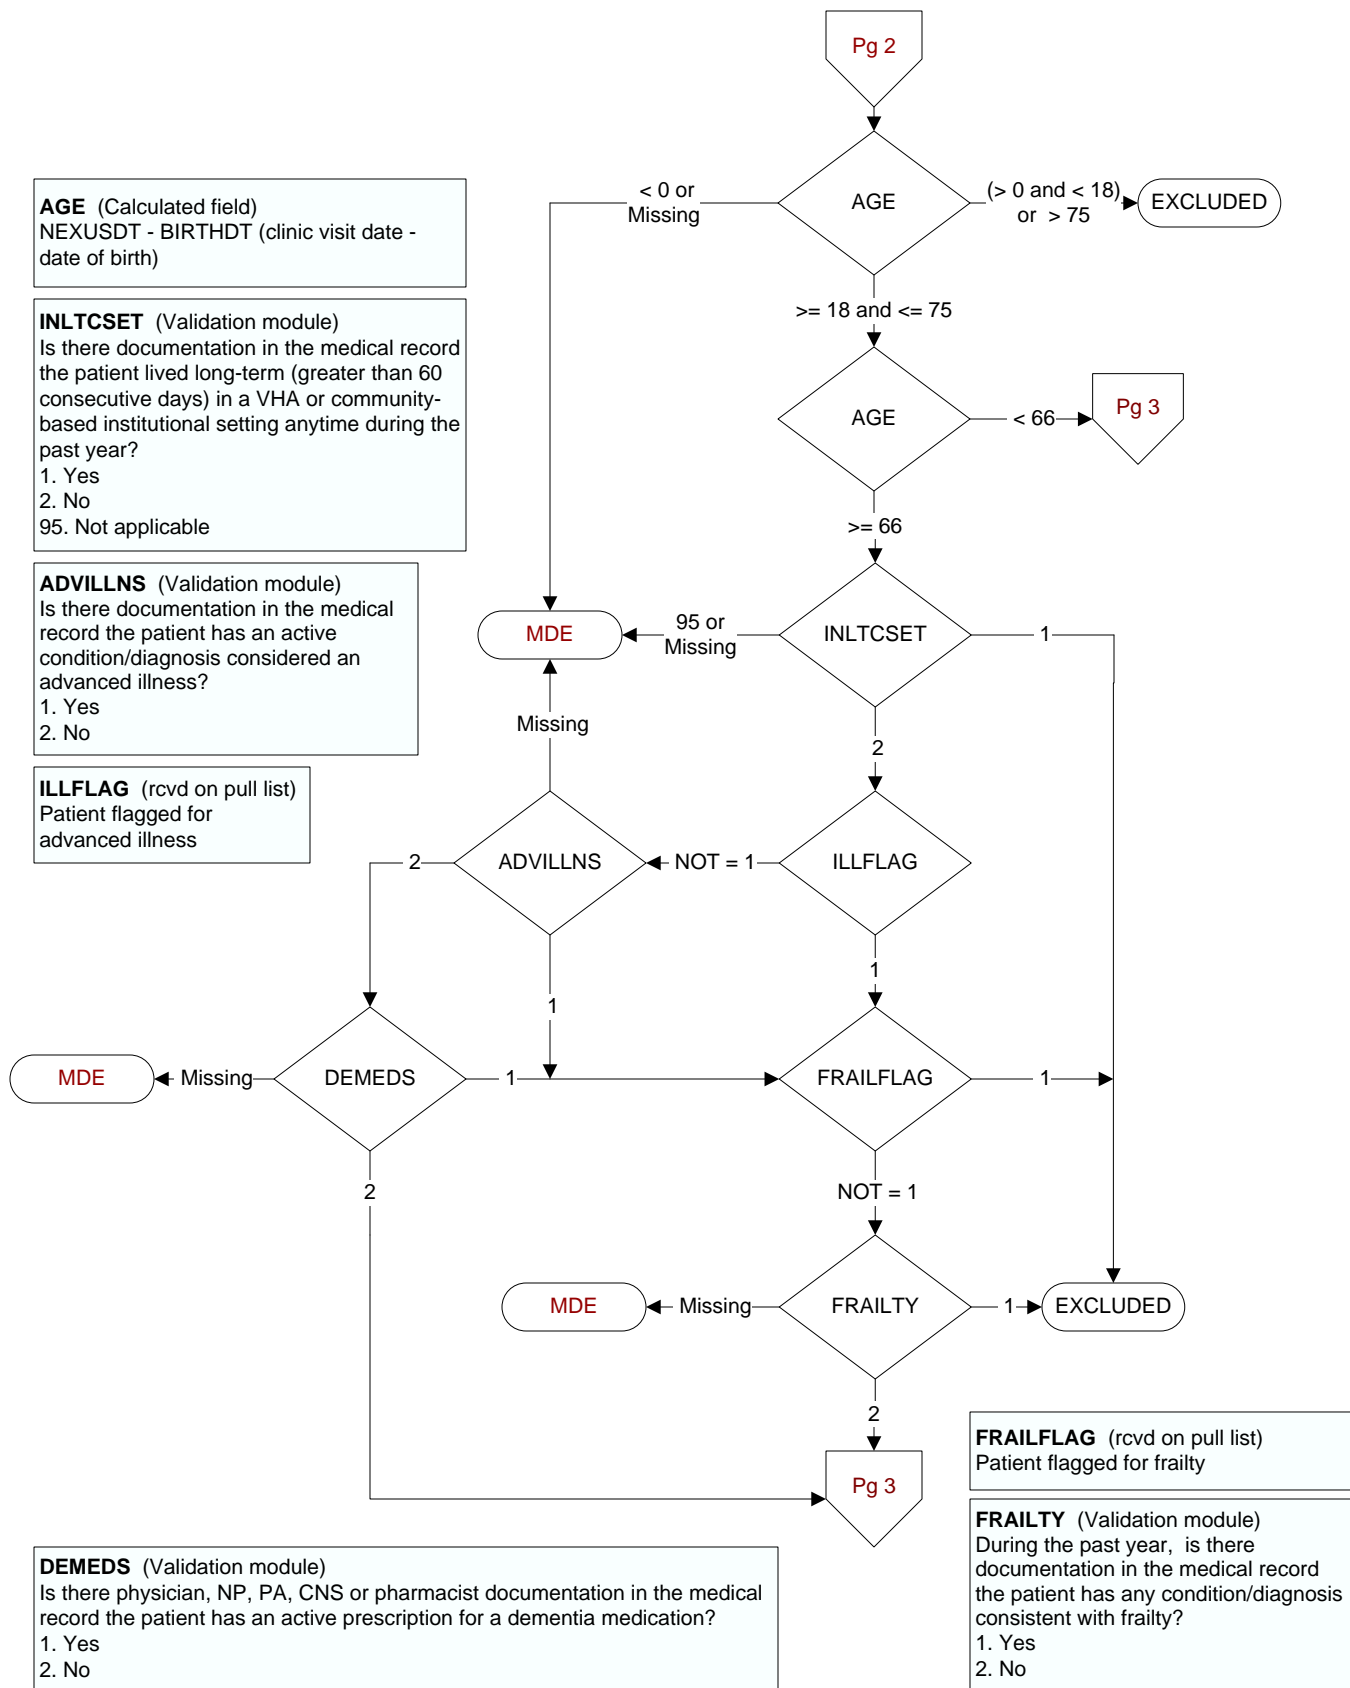 Pg 2
AGE
< 0 or
Missing
(> 0 and < 18)
or > 75
EXCLUDED
AGE (Calculated field)
NEXUSDT - BIRTHDT (clinic visit date -
date of birth)
>= 18 and <= 75
INLTCSET (Validation module)
Is there documentation in the medical record
the patient lived long-term (greater than 60
consecutive days) in a VHA or community-
based institutional setting anytime during the
past year?
1. Yes
2. No
95. Not applicable
AGE
< 66
Pg 3
>= 66
ADVILLNS (Validation module)
Is there documentation in the medical
record the patient has an active
condition/diagnosis considered an
advanced illness?
1. Yes
2. No
MDE
95 or
Missing
INLTCSET
1
Missing
2
ILLFLAG (rcvd on pull list)
Patient flagged for
advanced illness
2
ADVILLNS
NOT = 1
ILLFLAG
1
1
MDE
Missing
DEMEDS
1
FRAILFLAG
1
2
NOT = 1
MDE
Missing
FRAILTY
1
EXCLUDED
2
Pg 3
FRAILFLAG (rcvd on pull list)
Patient flagged for frailty
FRAILTY (Validation module)
During the past year, is there
documentation in the medical record
the patient has any condition/diagnosis
consistent with frailty?
1. Yes
2. No
DEMEDS (Validation module)
Is there physician, NP, PA, CNS or pharmacist documentation in the medical
record the patient has an active prescription for a dementia medication?
1. Yes
2. No